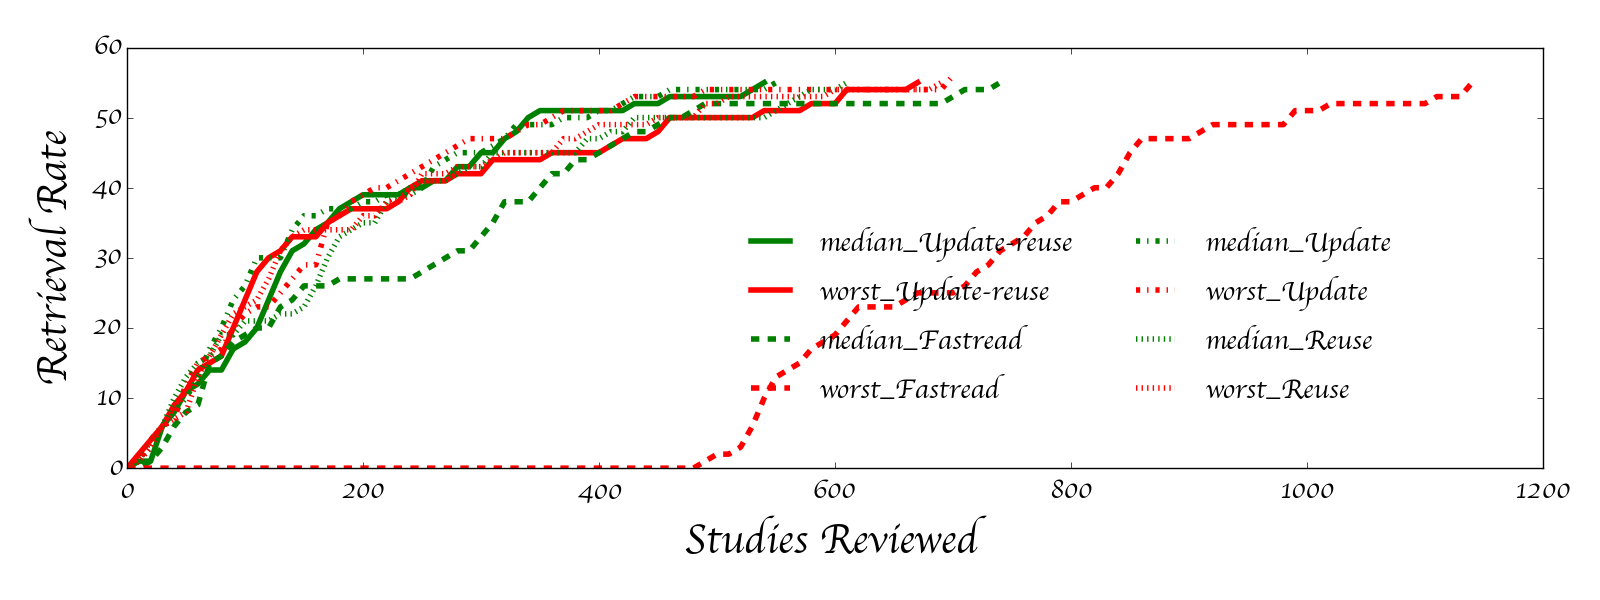 60
50
40
30
20
10
0
Retrieval Rate
median_Update-reuse
worst_Update-reuse
median_Fastread
worst_Fastread
median_Update
worst_Update
median_Reuse
worst_Reuse
0 200 400 600 800 1000 1200
Studies Reviewed